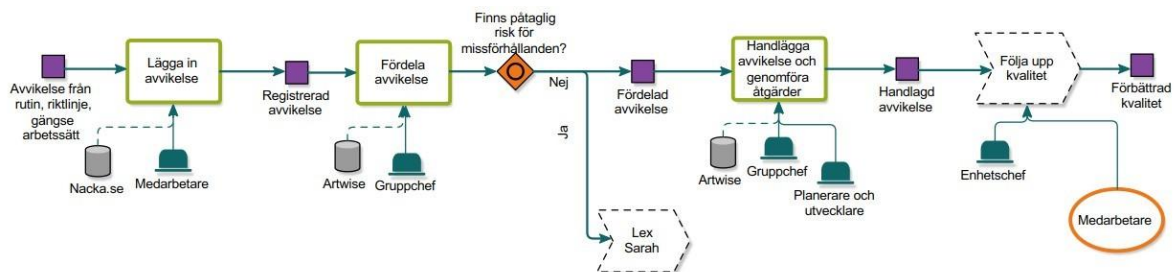 Avvikelse från
rutin, riktlinje,
gängse
arbetssätt
Nacka.se
Lägga in
avvikelse
Medarbetare
Registrerad
avvikelse
Artwise
Fördela
avvikelse
Gruppchef
Finns påtaglig
risk för
missförhållanden?
Nej
Ja
Lex
Sarah
Fördelad
avvikelse
Artwise
Handlägga
avvikelse och
genomföra
åtgärder
Gruppchef
Planerare och
utvecklare
Handlagd
avvikelse
Följa upp
kvalitet
Enhetschef
Medarbetare
Förbättrad
kvalitet